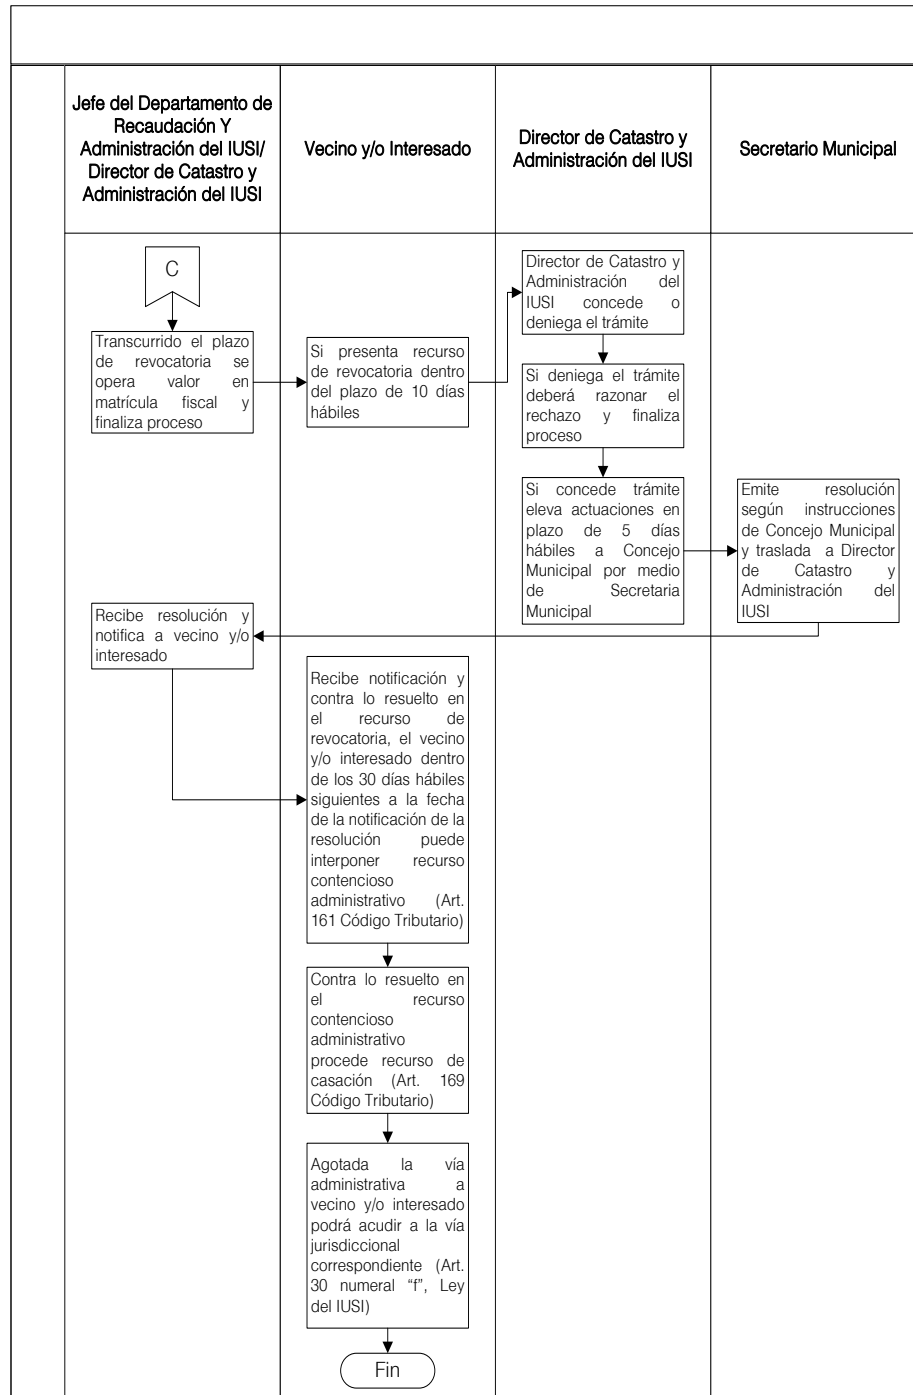 Jefe del Departamento de
Recaudación Y
Administración del IUSI/
Director de Catastro y
Administración del IUSI
Vecino y/o Interesado
Director de Catastro y
Administración del IUSI
Secretario Municipal
C
Transcurrido el plazo
de revocatoria se
opera valor en
matrícula fiscal y
finaliza proceso
Si presenta recurso
de revocatoria dentro
del plazo de 10 días
hábiles
Director de Catastro y
Administración del
IUSI concede o
deniega el trámite
Si deniega el trámite
deberá razonar el
rechazo y finaliza
proceso
Si concede trámite
eleva actuaciones en
plazo de 5 días
hábiles a Concejo
Municipal por medio
de Secretaria
Municipal
Emite resolución
según instrucciones
de Concejo Municipal
y traslada a Director
de Catastro y
Administración del
IUSI
Recibe resolución y
notifica a vecino y/o
interesado
Recibe notificación y
contra lo resuelto en
el recurso de
revocatoria, el vecino
y/o interesado dentro
de los 30 días hábiles
siguientes a la fecha
de la notificación de la
resolución puede
interponer recurso
contencioso
administrativo (Art.
161 Código Tributario)
Contra lo resuelto en
el recurso
contencioso
administrativo
procede recurso de
casación (Art. 169
Código Tributario)
Agotada la vía
administrativa a
vecino y/o interesado
podrá acudir a la vía
jurisdiccional
correspondiente (Art.
30 numeral “f”, Ley
del IUSI)
Fin